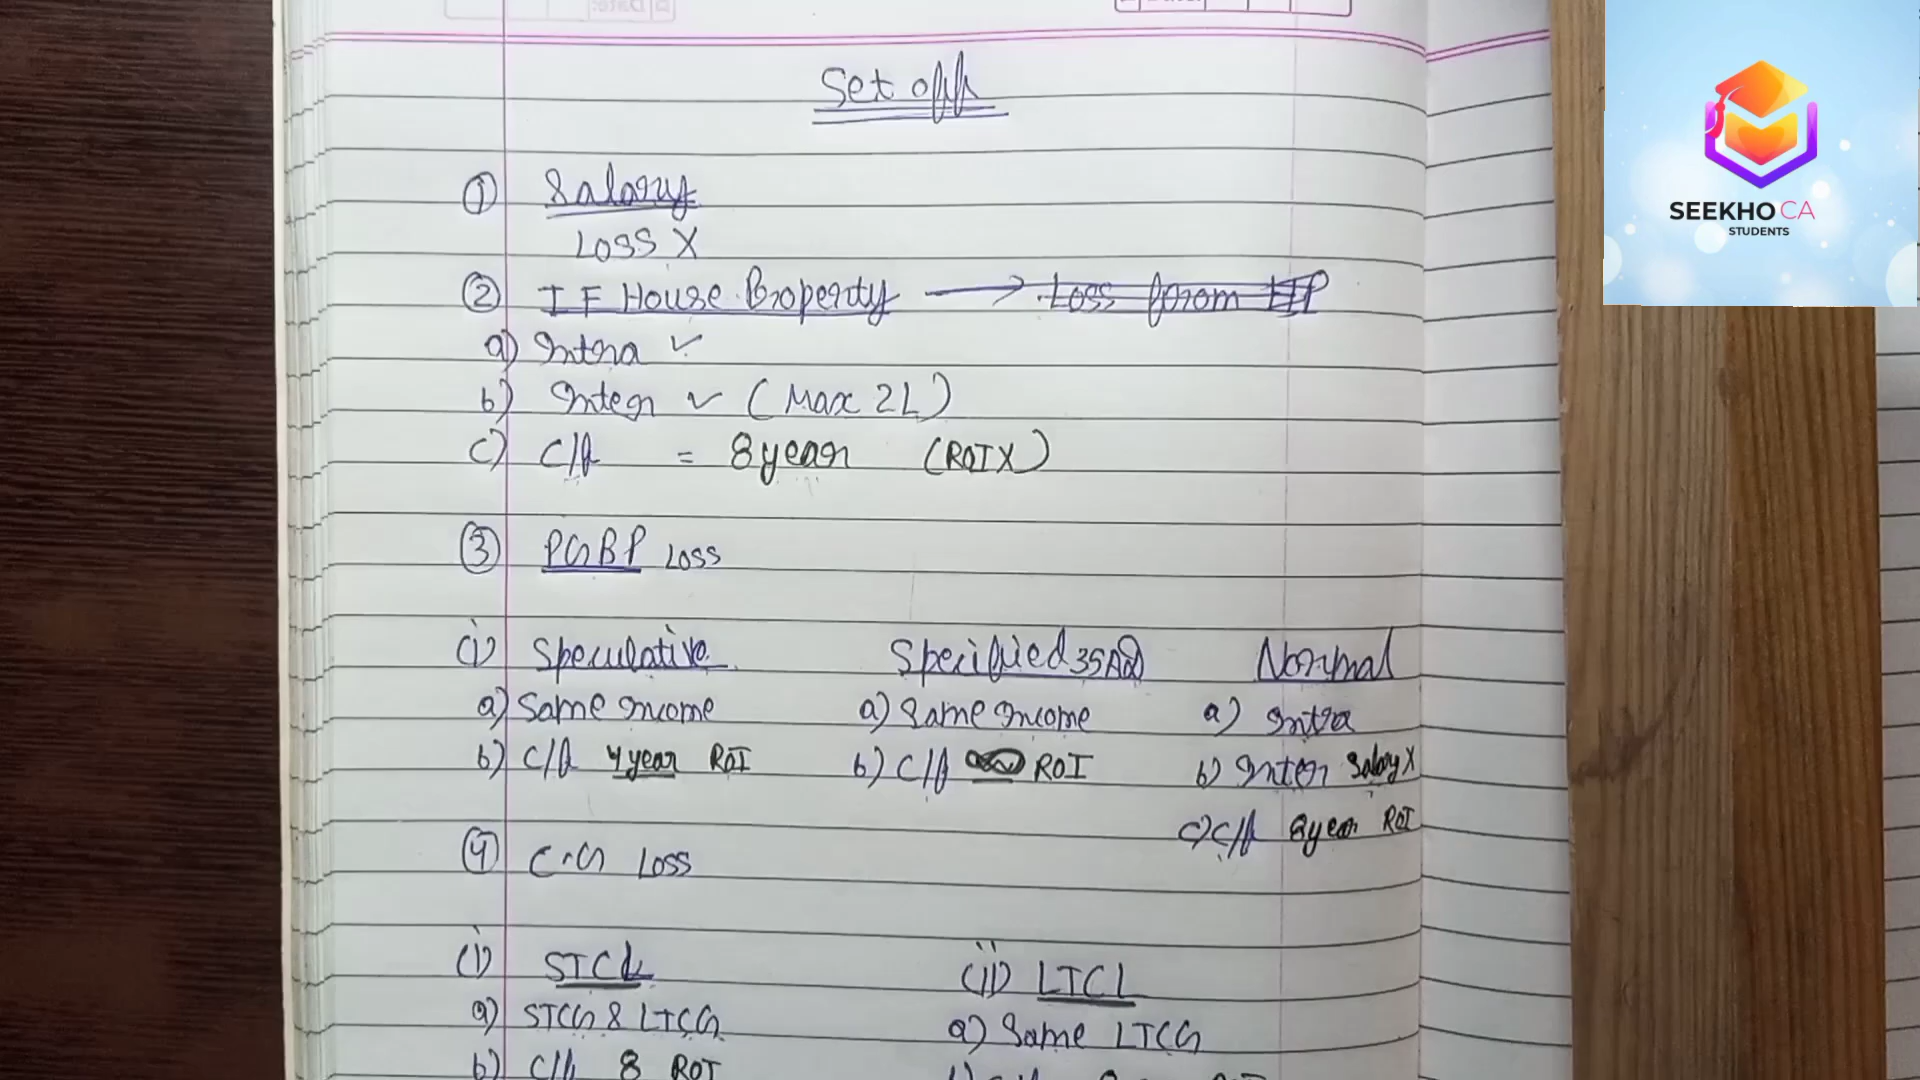 Set off
SEEKHO CA
STUDENTS
① Salary
Loss X
② I F House Property → Loss from HP
a) Intra ✓
b) Inter ✓ (Max 2L)
c) C/f = 8 year (ROI X)
③ PGBP Loss
(i) Speculative Specified 35AD Normal
a) Same Income a) Same Income a) Intra
b) C/f 4 year ROI b) C/f ROI b) Inter Salary X
c) C/f 8 year ROI
④ C.G Loss
(i) STCL (ii) LTCL
a) STCG & LTCG a) Same LTCG
b) C/f 8 ROI